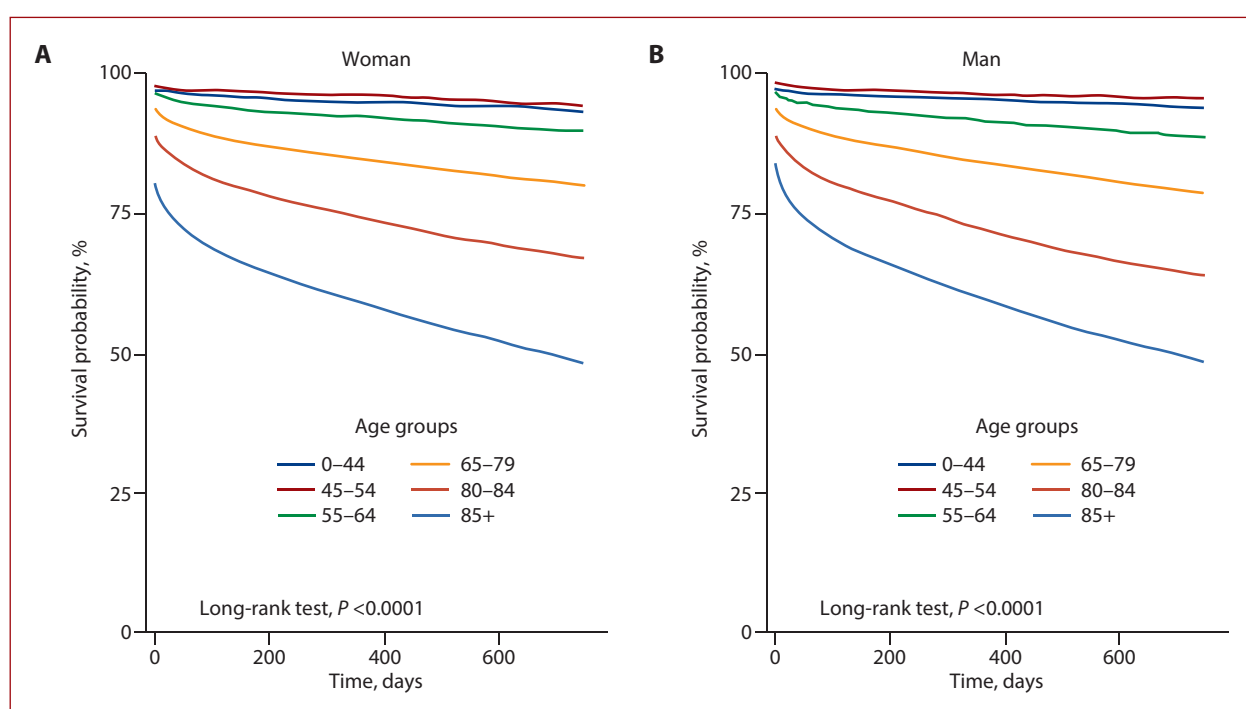 A
Woman
100
75
50
25
0
Survival probability, %
Age groups
0–44
65–79
45–54
80–84
55–64
85+
Long-rank test, P <0.0001
0
200
400
600
Time, days
B
Man
100
75
50
25
0
Survival probability, %
Age groups
0–44
65–79
45–54
80–84
55–64
85+
Long-rank test, P <0.0001
0
200
400
600
Time, days